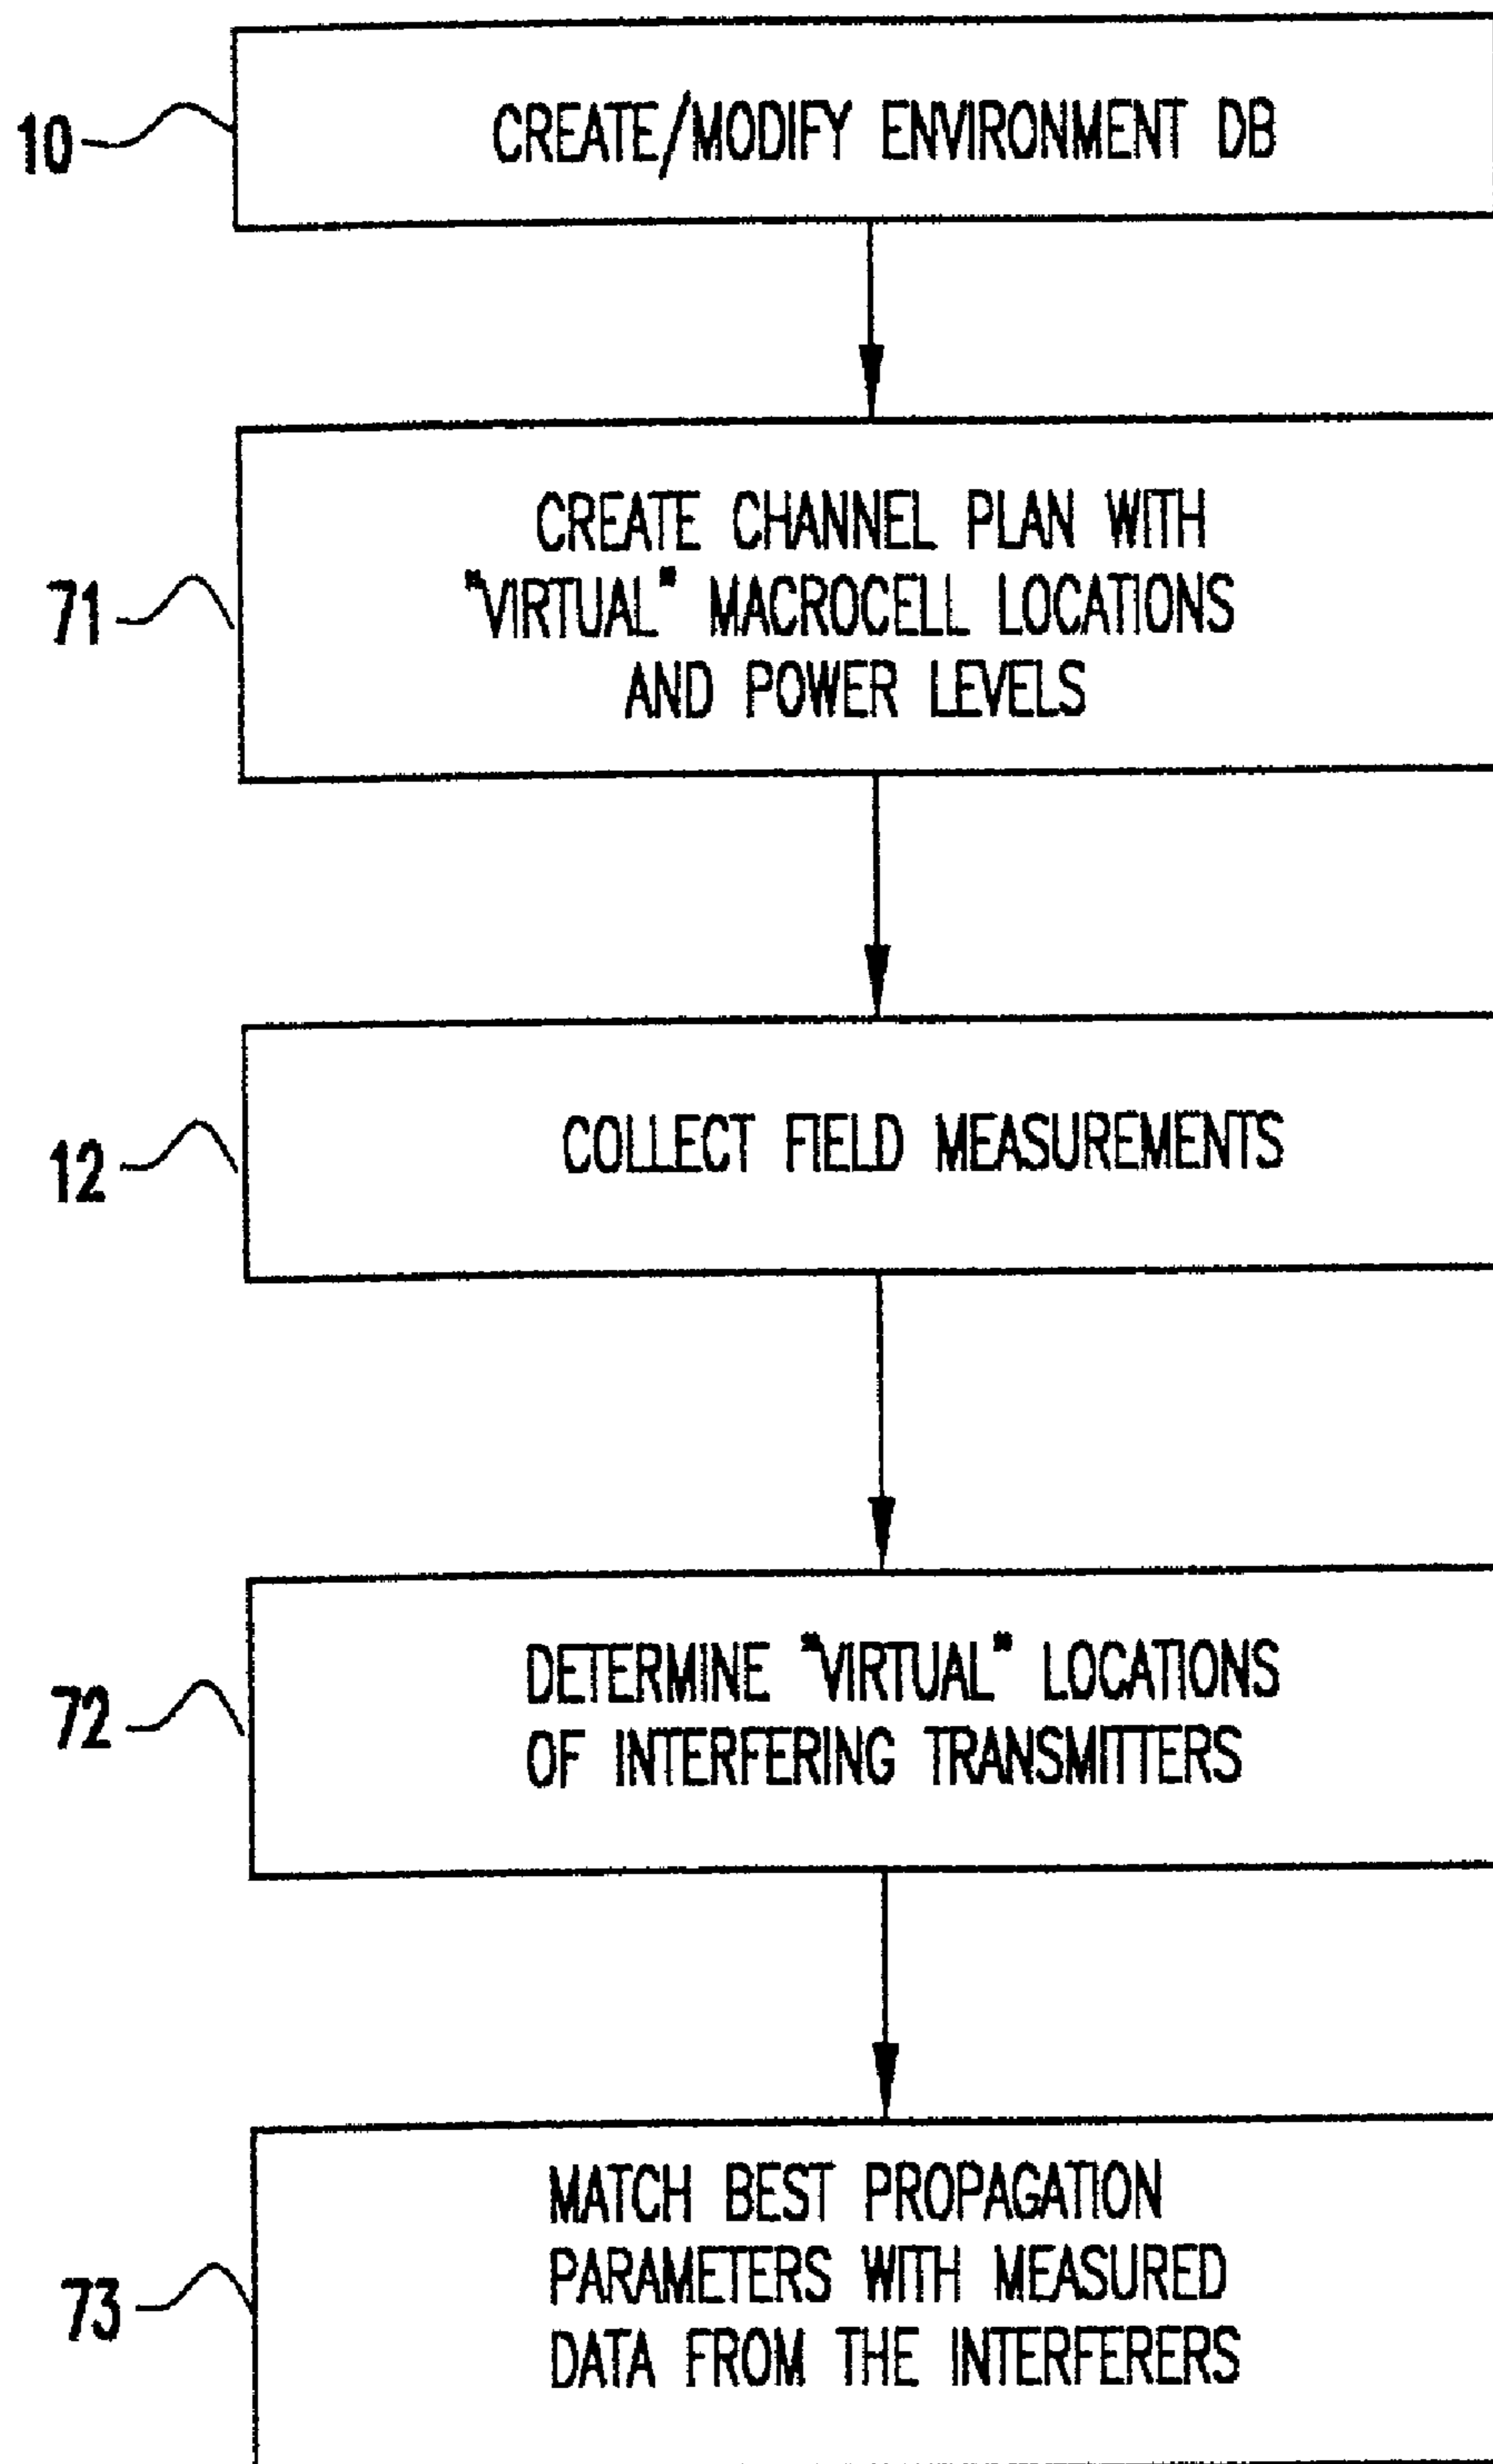 10
CREATE/MODIFY ENVIRONMENT DB
71
CREATE CHANNEL PLAN WITH
"VIRTUAL" MACROCELL LOCATIONS
AND POWER LEVELS
12
COLLECT FIELD MEASUREMENTS
72
DETERMINE "VIRTUAL" LOCATIONS
OF INTERFERING TRANSMITTERS
73
MATCH BEST PROPAGATION
PARAMETERS WITH MEASURED
DATA FROM THE INTERFERERS